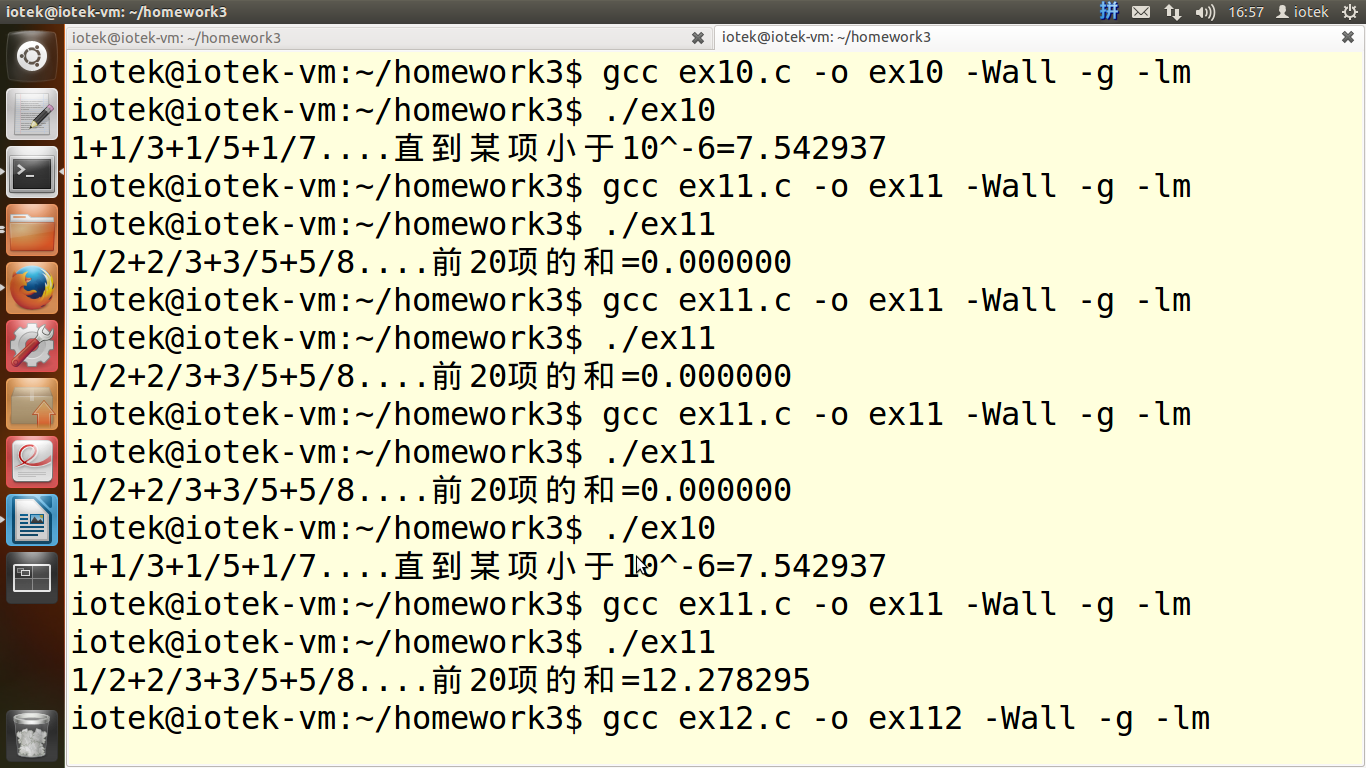 iotek@iotek-vm: ~/homework3
拼 16:57 iotek
iotek@iotek-vm: ~/homework3 iotek@iotek-vm: ~/homework3
iotek@iotek-vm:~/homework3$ gcc ex10.c -o ex10 -Wall -g -lm
iotek@iotek-vm:~/homework3$ ./ex10
1+1/3+1/5+1/7....直到某项小于10^-6=7.542937
iotek@iotek-vm:~/homework3$ gcc ex11.c -o ex11 -Wall -g -lm
iotek@iotek-vm:~/homework3$ ./ex11
1/2+2/3+3/5+5/8....前20项的和=0.000000
iotek@iotek-vm:~/homework3$ gcc ex11.c -o ex11 -Wall -g -lm
iotek@iotek-vm:~/homework3$ ./ex11
1/2+2/3+3/5+5/8....前20项的和=0.000000
iotek@iotek-vm:~/homework3$ gcc ex11.c -o ex11 -Wall -g -lm
iotek@iotek-vm:~/homework3$ ./ex11
1/2+2/3+3/5+5/8....前20项的和=0.000000
iotek@iotek-vm:~/homework3$ ./ex10
1+1/3+1/5+1/7....直到某项小于10^-6=7.542937
iotek@iotek-vm:~/homework3$ gcc ex11.c -o ex11 -Wall -g -lm
iotek@iotek-vm:~/homework3$ ./ex11
1/2+2/3+3/5+5/8....前20项的和=12.278295
iotek@iotek-vm:~/homework3$ gcc ex12.c -o ex112 -Wall -g -lm